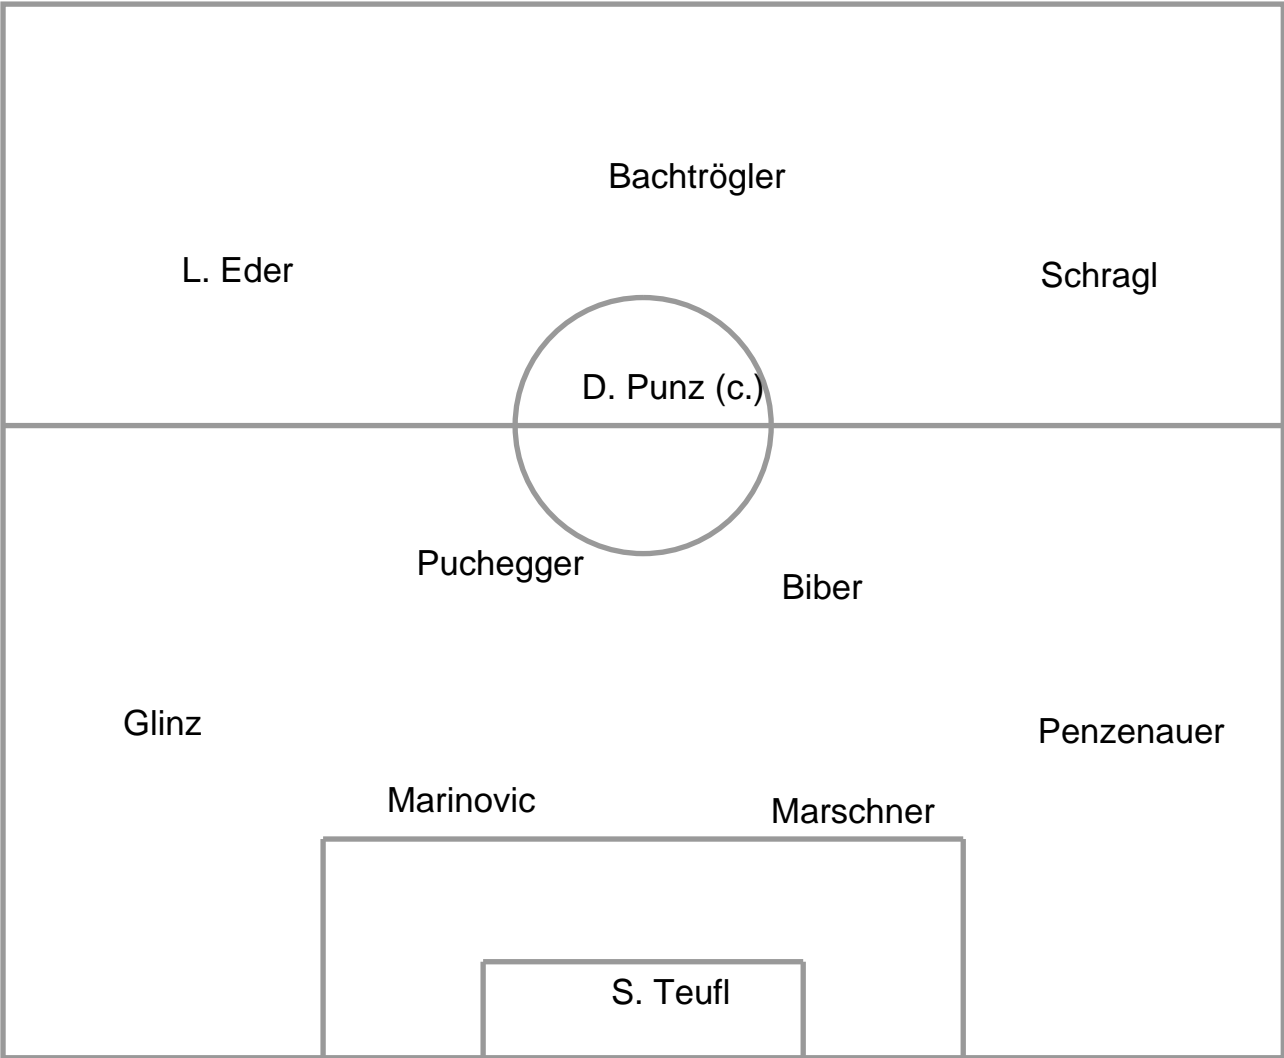 Bachtrögler
L. Eder
Schragl
D. Punz (c.)
Puchegger
Biber
Glinz
Penzenauer
Marinovic
Marschner
S. Teufl